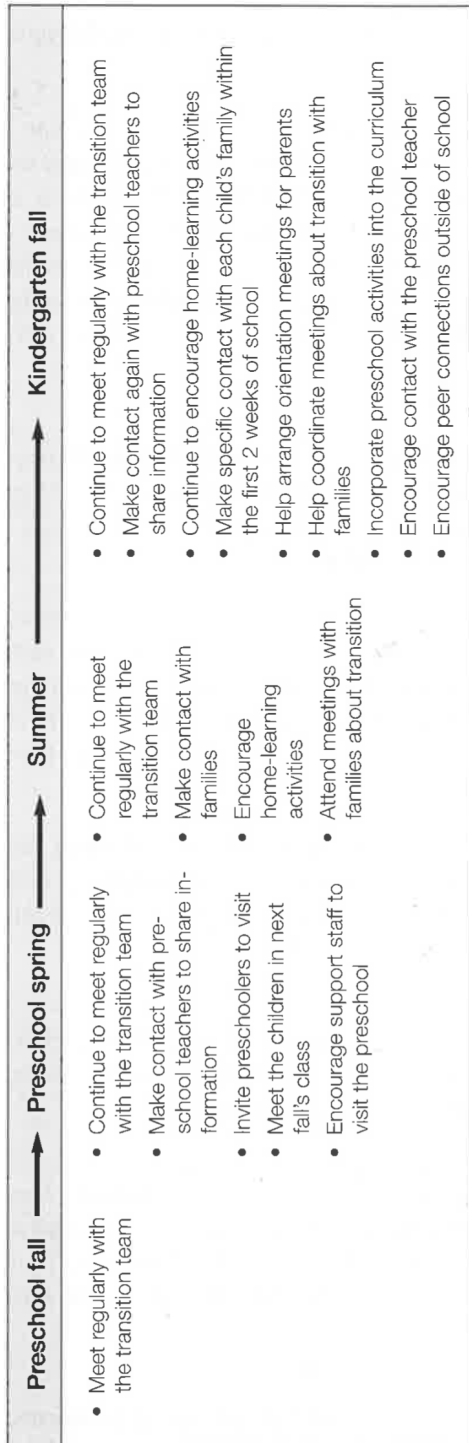 Preschool fall → Preschool spring → Summer → Kindergarten fall
• Meet regularly with
the transition team
• Continue to meet regularly
with the transition team
• Make contact with pre-
school teachers to share in-
formation
• Invite preschoolers to visit
• Meet the children in next
fall's class
• Encourage support staff to
visit the preschool
• Continue to meet
regularly with the
transition team
• Make contact with
families
• Encourage
home-learning
activities
• Attend meetings with
families about transition
• Continue to meet regularly with the transition team
• Make contact again with preschool teachers to
share information
• Continue to encourage home-learning activities
• Make specific contact with each child's family within
the first 2 weeks of school
• Help arrange orientation meetings for parents
• Help coordinate meetings about transition with
families
• Incorporate preschool activities into the curriculum
• Encourage contact with the preschool teacher
• Encourage peer connections outside of school